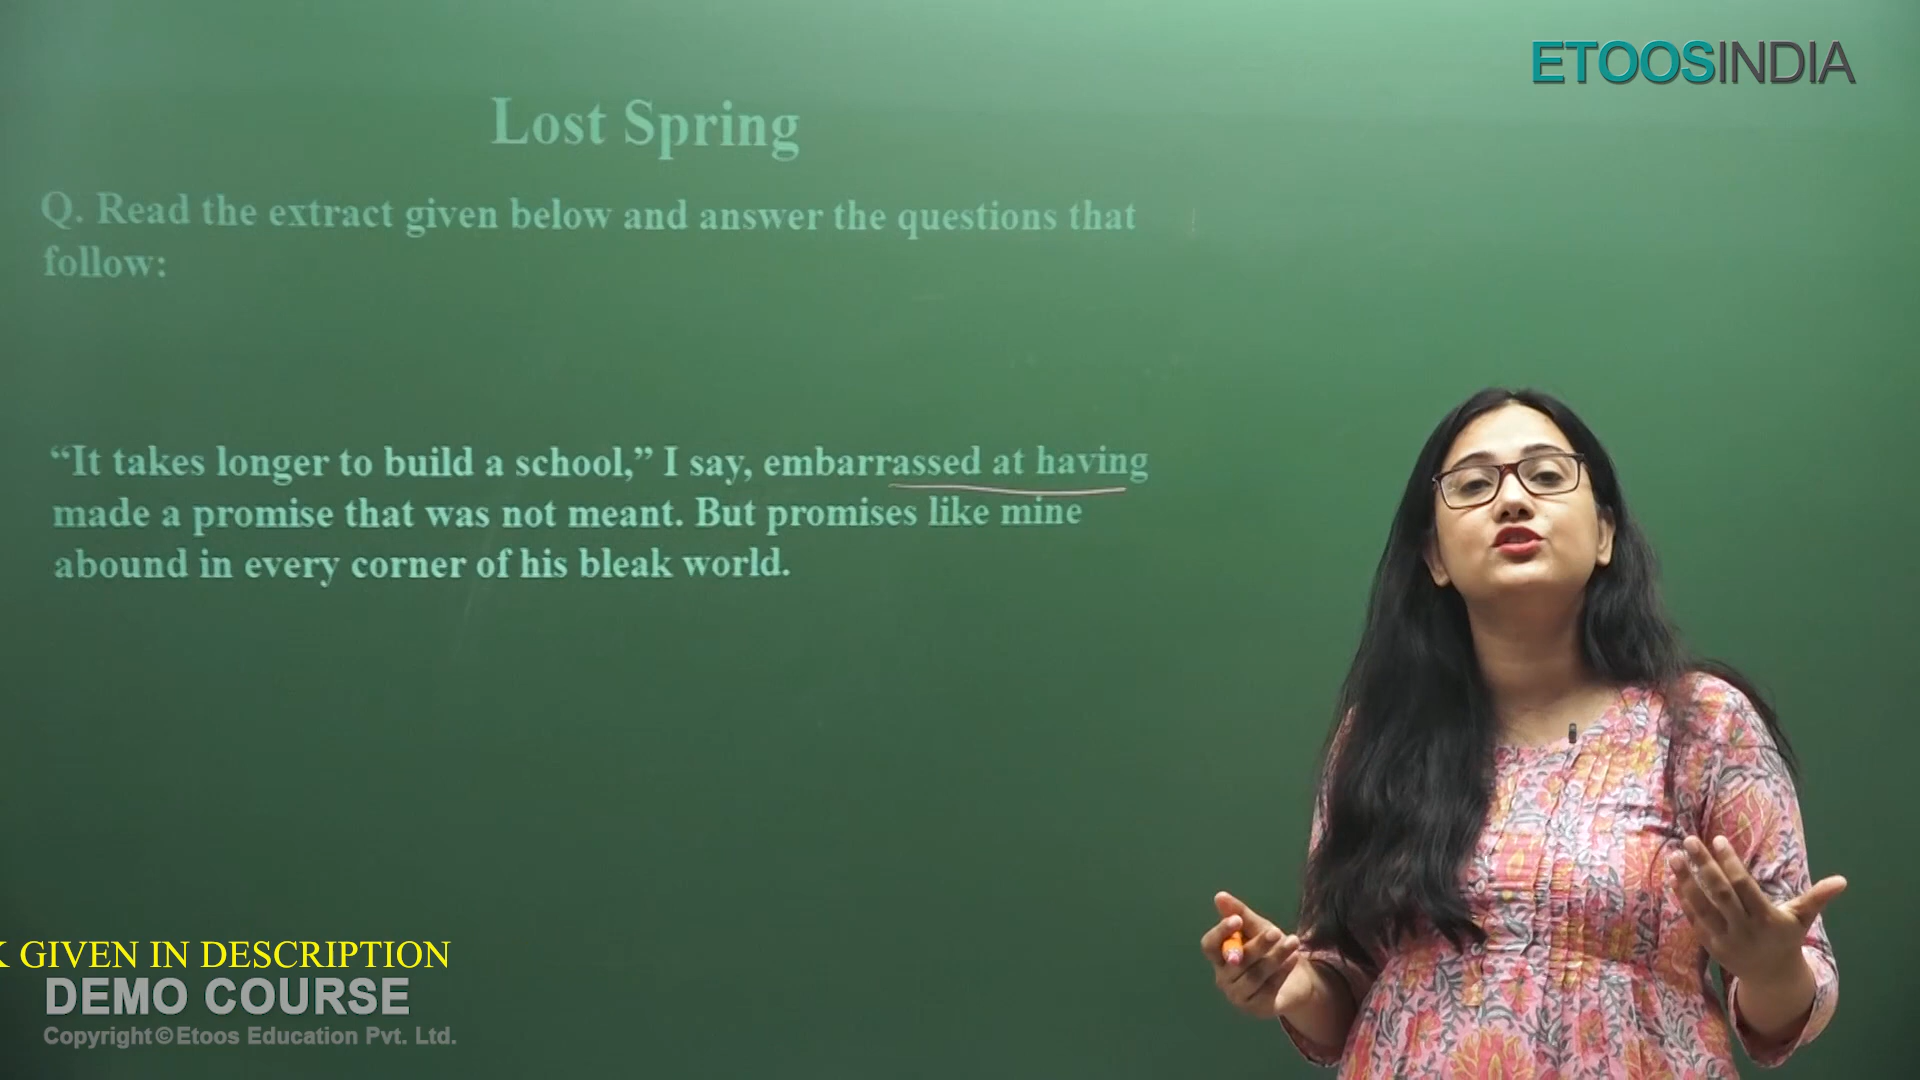 ETOOSINDIA
Lost Spring
Q. Read the extract given below and answer the questions that
follow:
“It takes longer to build a school,” I say, embarrassed at having
made a promise that was not meant. But promises like mine
abound in every corner of his bleak world.
GIVEN IN DESCRIPTION
DEMO COURSE
Copyright © Etoos Education Pvt. Ltd.